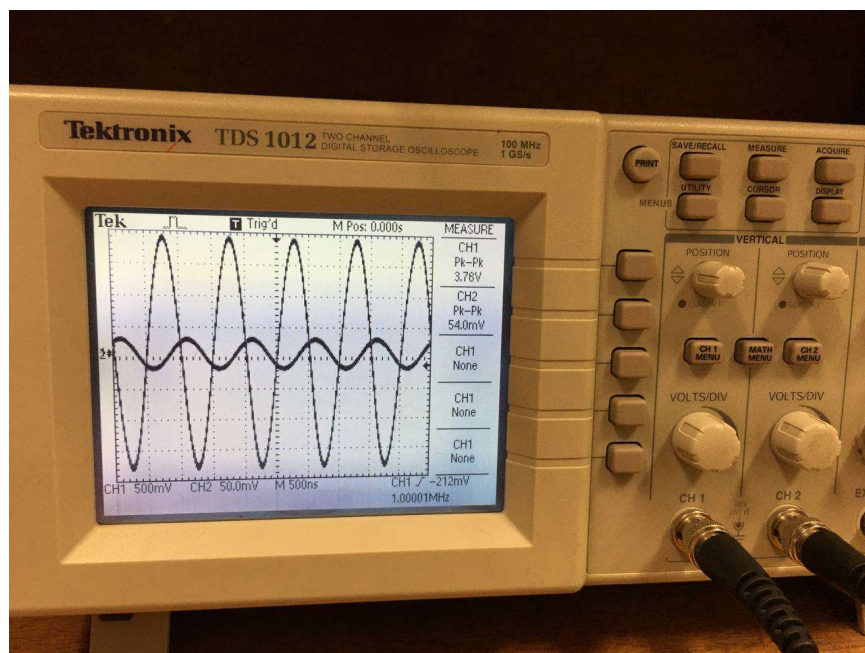 Tektronix TDS 1012 TWO CHANNEL
DIGITAL STORAGE OSCILLOSCOPE
100 MHz
1 GS/s
Tek
T Trig'd
M Pos: 0.000s
MEASURE
CH1
Pk-Pk
3.76V
CH2
Pk-Pk
54.0mV
CH1
None
CH1
None
CH1
None
2
CH1 500mV
CH2 50.0mV
M 500ns
CH1
-212mV
1.00001MHz
PRINT
SAVE/RECALL
MEASURE
ACQUIRE
MENUS
UTILITY
CURSOR
DISPLAY
VERTICAL
POSITION
POSITION
CH 1
MENU
MATH
MENU
CH 2
MENU
VOLTS/DIV
VOLTS/DIV
CH 1
CH 2